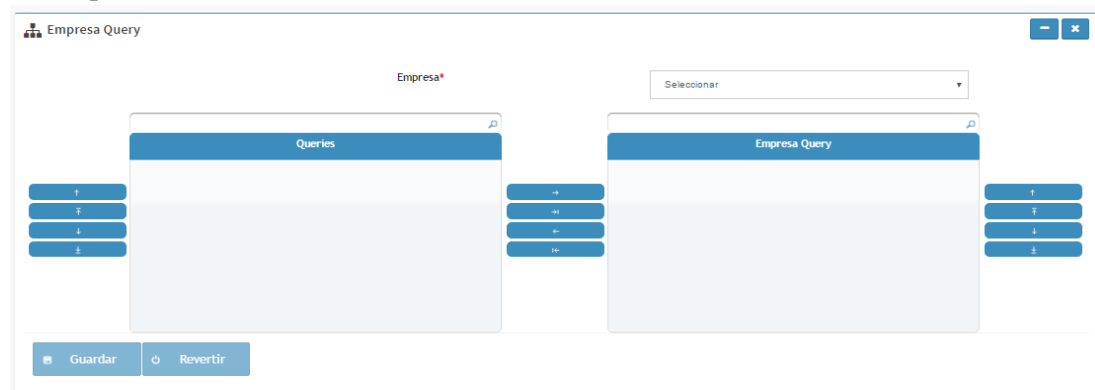 Empresa Query
Empresa*
Seleccionar
Queries
Empresa Query
Guardar
Revertir